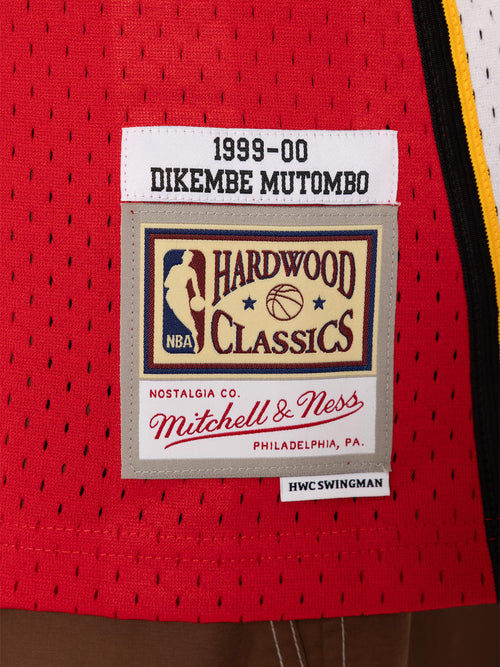 1999-00
DIKEMBE MUTOMBO
HARDWOOD
NBA
CLASSICS
NOSTALGIA CO.
Mitchell & Ness
PHILADELPHIA, PA.
HWC SWINGMAN